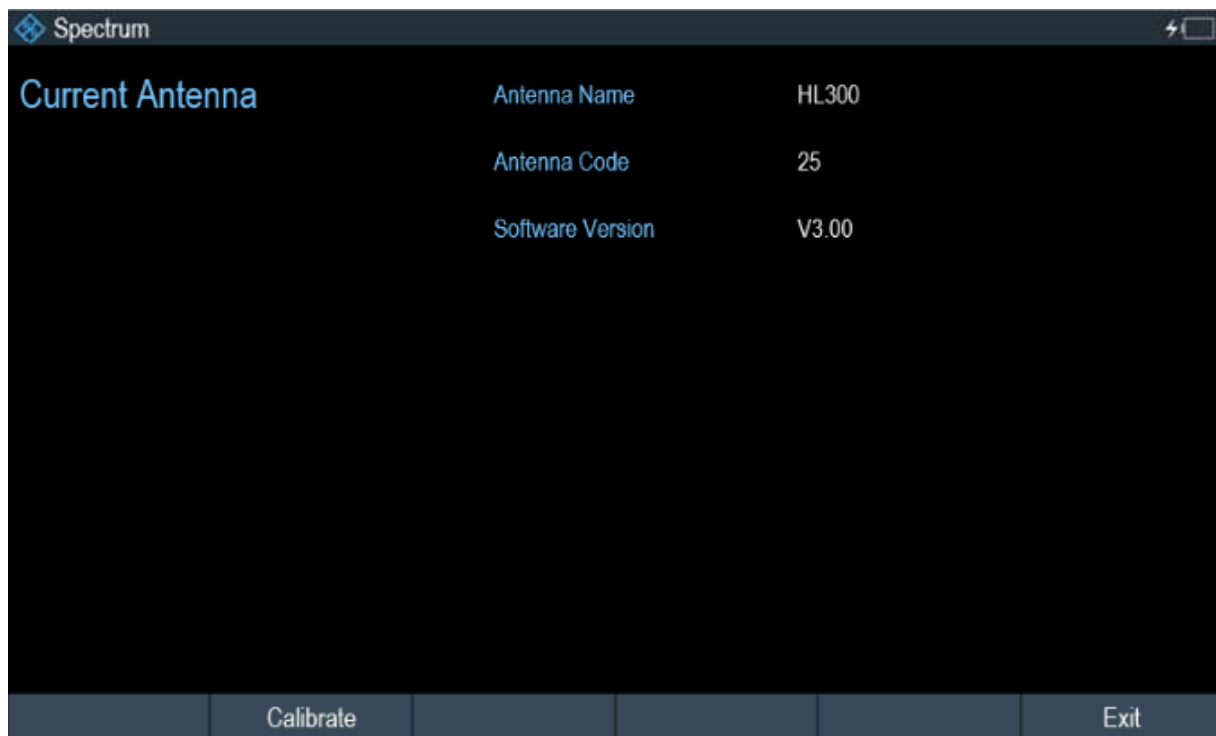 Spectrum
Current Antenna
Antenna Name HL300
Antenna Code 25
Software Version V3.00
Calibrate Exit